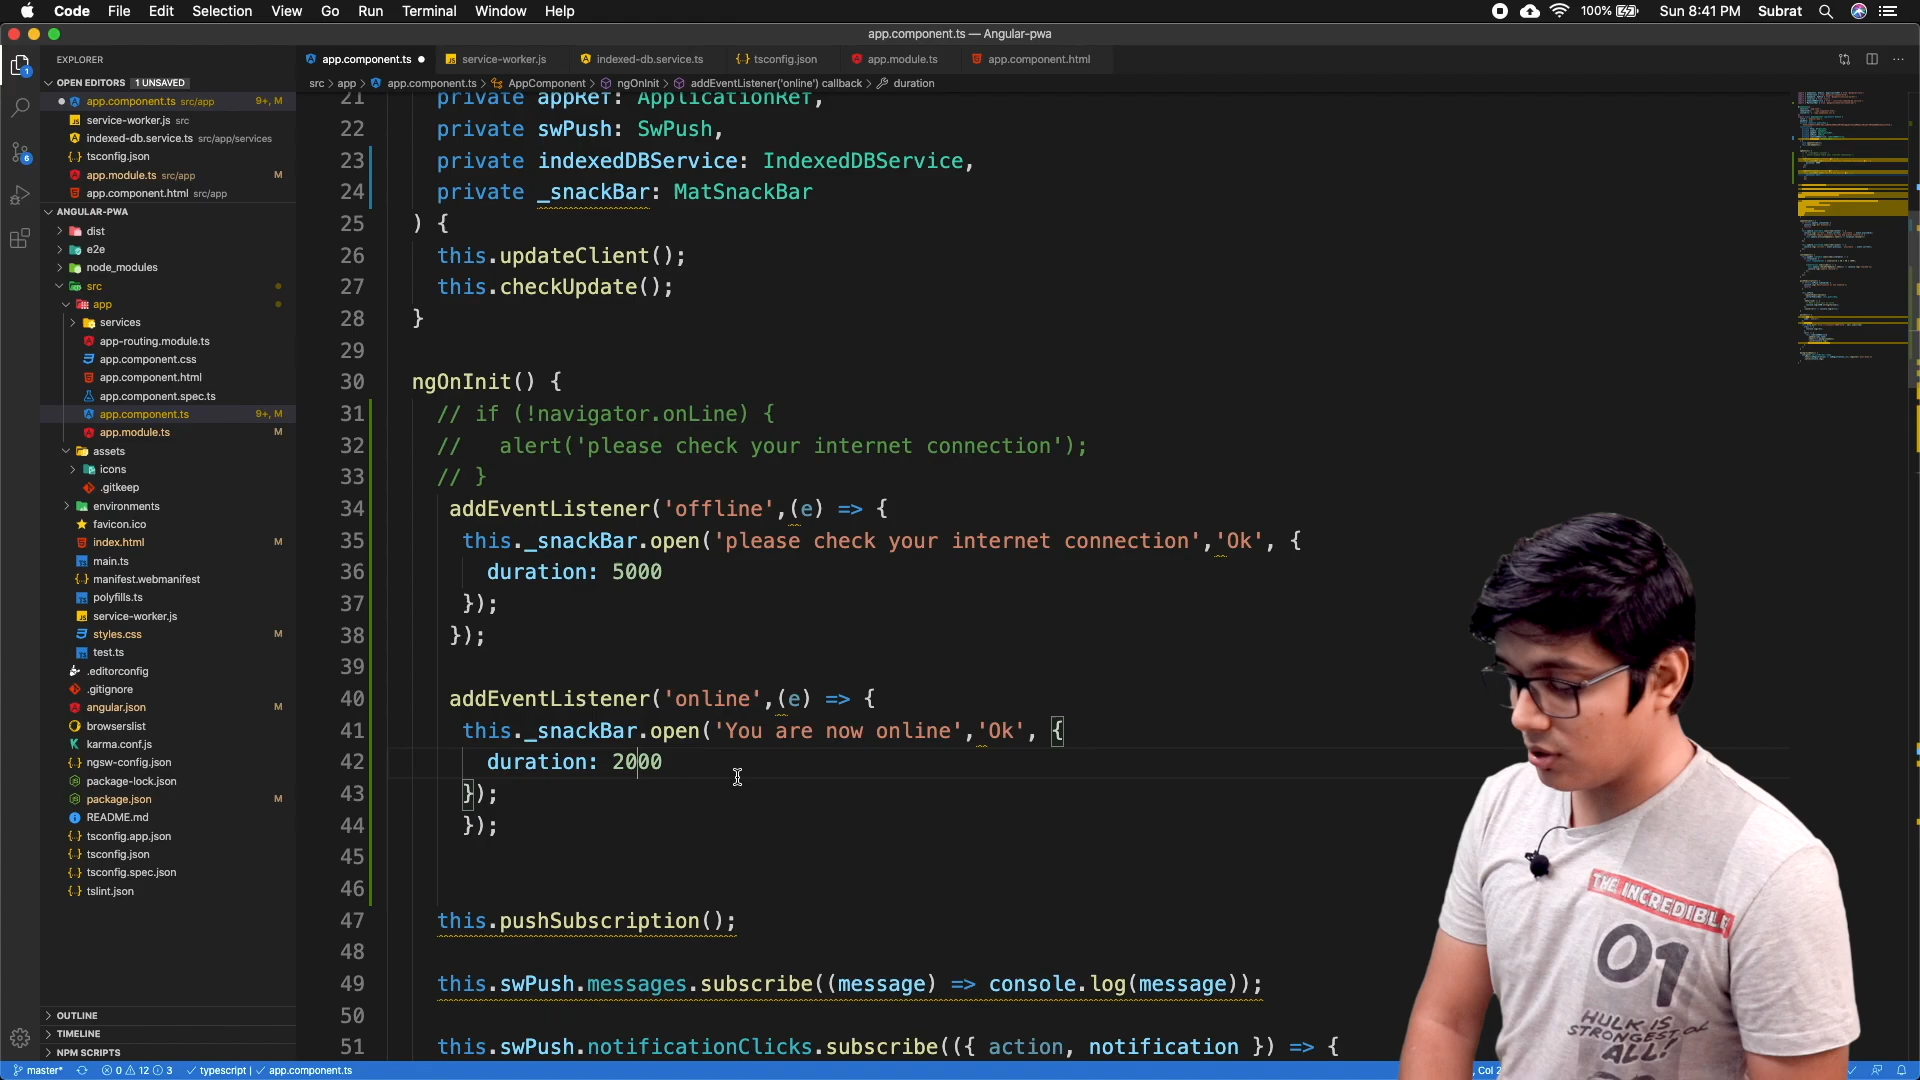 Code File Edit Selection View Go Run Terminal Window Help 100% Sun 8:41 PM Subrat
app.component.ts — Angular-pwa
EXPLORER
app.component.ts service-worker.js indexed-db.service.ts tsconfig.json app.module.ts app.component.html
OPEN EDITORS 1 UNSAVED
src > app > app.component.ts > AppComponent > ngOnInit > addEventListener('online') callback > duration
app.component.ts src/app 9+, M
service-worker.js src
indexed-db.service.ts src/app/services
tsconfig.json
app.module.ts src/app M
app.component.html src/app
ANGULAR-PWA
dist
e2e
node_modules
src
app
services
app-routing.module.ts
app.component.css
app.component.html
app.component.spec.ts
app.component.ts 9+, M
app.module.ts M
assets
icons
.gitkeep
environments
favicon.ico
index.html M
main.ts
manifest.webmanifest
polyfills.ts
service-worker.js
styles.css M
test.ts
.editorconfig
.gitignore
angular.json M
browserslist
karma.conf.js
ngsw-config.json
package-lock.json
package.json M
README.md
tsconfig.app.json
tsconfig.json
tsconfig.spec.json
tslint.json
OUTLINE
TIMELINE
NPM SCRIPTS
21 private appRef: ApplicationRef,
22 private swPush: SwPush,
23 private indexedDBService: IndexedDBService,
24 private _snackBar: MatSnackBar
25 ) {
26 this.updateClient();
27 this.checkUpdate();
28 }
29
30 ngOnInit() {
31 // if (!navigator.onLine) {
32 //   alert('please check your internet connection');
33 // }
34 addEventListener('offline',(e) => {
35 this._snackBar.open('please check your internet connection','Ok', {
36 duration: 5000
37 });
38 });
39
40 addEventListener('online',(e) => {
41 this._snackBar.open('You are now online','Ok', {
42 duration: 2000
43 });
44 });
45
46
47 this.pushSubscription();
48
49 this.swPush.messages.subscribe((message) => console.log(message));
50
51 this.swPush.notificationClicks.subscribe(({ action, notification }) => {
THE INCREDIBLE
01
HULK IS
STRONGEST OF
ALL!
master* 0 12 3 typescript | app.component.ts